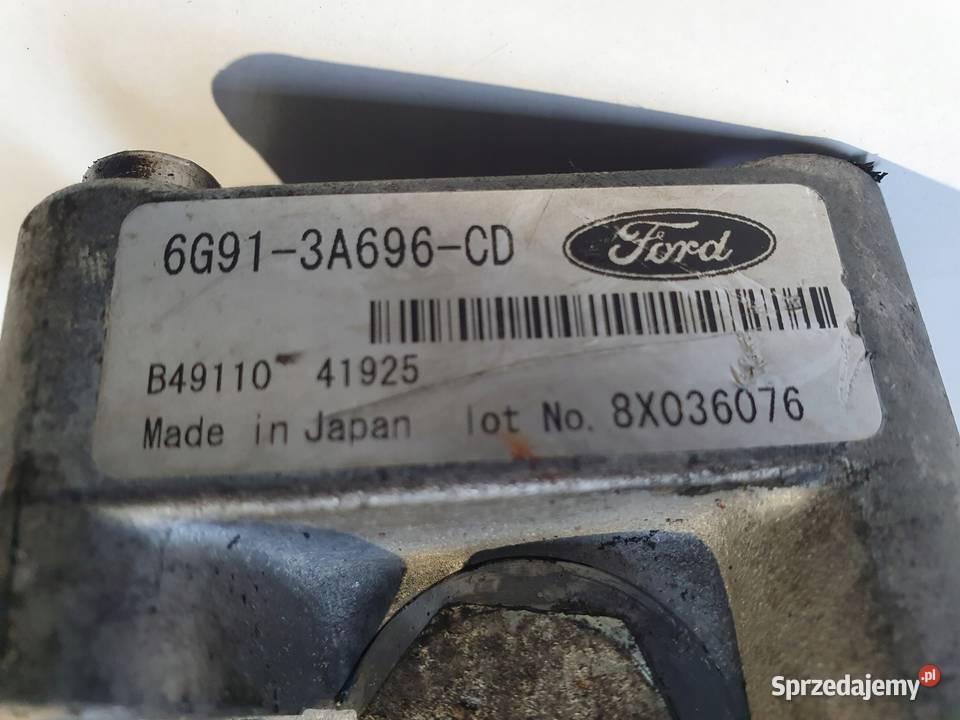 6G91-3A696-CD
Ford
B49110 41925
Made in Japan lot No. 8X036076
Sprzedajemy.pl